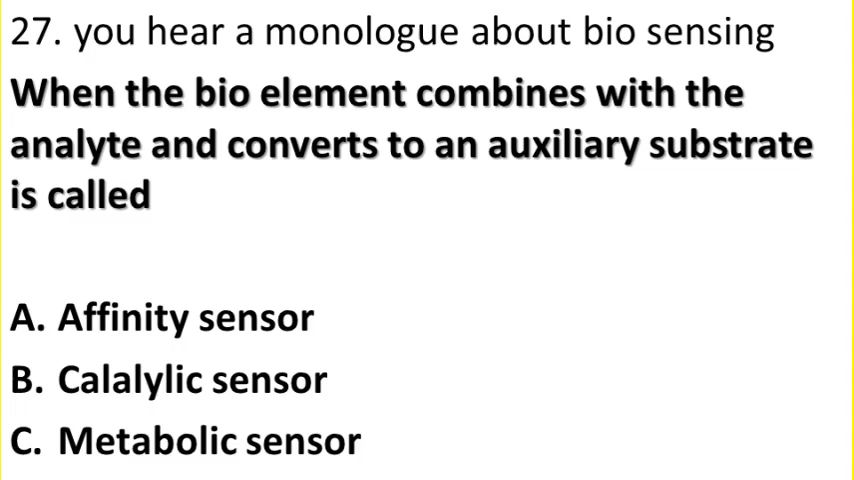 27. you hear a monologue about bio sensing
When the bio element combines with the
analyte and converts to an auxiliary substrate
is called
A. Affinity sensor
B. Calalylic sensor
C. Metabolic sensor